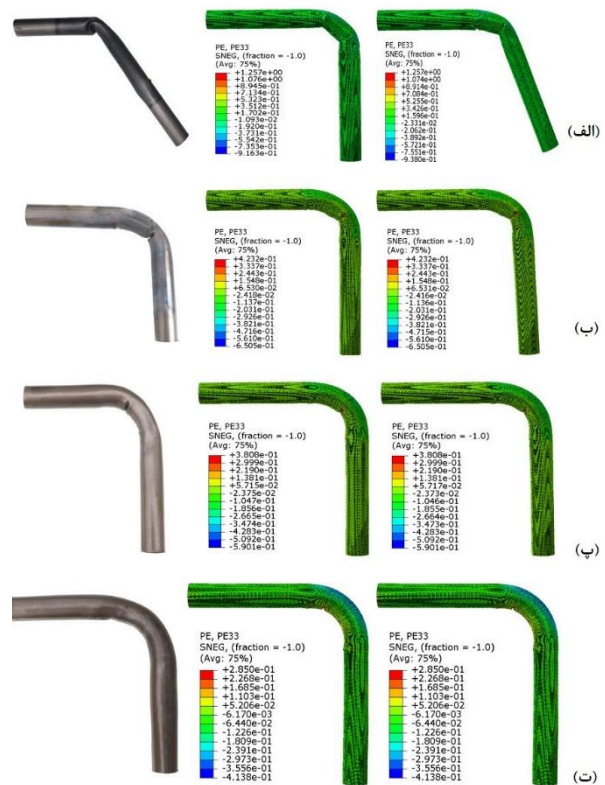 PE, PE33
SNEG, (fraction = -1.0)
(Avg: 75%)
+1.257e+00
+1.076e+00
+8.945e-01
+7.134e-01
+5.323e-01
+3.512e-01
+1.702e-01
-1.093e-02
-1.920e-01
-3.731e-01
-5.542e-01
-7.353e-01
-9.163e-01
PE, PE33
SNEG, (fraction = -1.0)
(Avg: 75%)
+1.257e+00
+1.074e+00
+8.914e-01
+7.084e-01
+5.255e-01
+3.426e-01
+1.596e-01
-2.331e-02
-2.062e-01
-3.892e-01
-5.721e-01
-7.551e-01
-9.380e-01
(الف)
PE, PE33
SNEG, (fraction = -1.0)
(Avg: 75%)
+4.232e-01
+3.337e-01
+2.443e-01
+1.548e-01
+6.530e-02
-2.418e-02
-1.137e-01
-2.031e-01
-2.926e-01
-3.821e-01
-4.716e-01
-5.610e-01
-6.505e-01
PE, PE33
SNEG, (fraction = -1.0)
(Avg: 75%)
+4.232e-01
+3.337e-01
+2.443e-01
+1.548e-01
+6.531e-02
-2.416e-02
-1.136e-01
-2.031e-01
-2.926e-01
-3.821e-01
-4.715e-01
-5.610e-01
-6.505e-01
(ب)
PE, PE33
SNEG, (fraction = -1.0)
(Avg: 75%)
+3.808e-01
+2.999e-01
+2.190e-01
+1.381e-01
+5.715e-02
-2.375e-02
-1.047e-01
-1.856e-01
-2.665e-01
-3.474e-01
-4.283e-01
-5.092e-01
-5.901e-01
PE, PE33
SNEG, (fraction = -1.0)
(Avg: 75%)
+3.808e-01
+2.999e-01
+2.190e-01
+1.381e-01
+5.717e-02
-2.373e-02
-1.046e-01
-1.855e-01
-2.664e-01
-3.473e-01
-4.283e-01
-5.092e-01
-5.901e-01
(پ)
PE, PE33
SNEG, (fraction = -1.0)
(Avg: 75%)
+2.850e-01
+2.268e-01
+1.685e-01
+1.103e-01
+5.206e-02
-6.170e-03
-6.440e-02
-1.226e-01
-1.809e-01
-2.391e-01
-2.973e-01
-3.556e-01
-4.138e-01
PE, PE33
SNEG, (fraction = -1.0)
(Avg: 75%)
+2.850e-01
+2.268e-01
+1.685e-01
+1.103e-01
+5.206e-02
-6.170e-03
-6.440e-02
-1.226e-01
-1.809e-01
-2.391e-01
-2.973e-01
-3.556e-01
-4.138e-01
(ت)